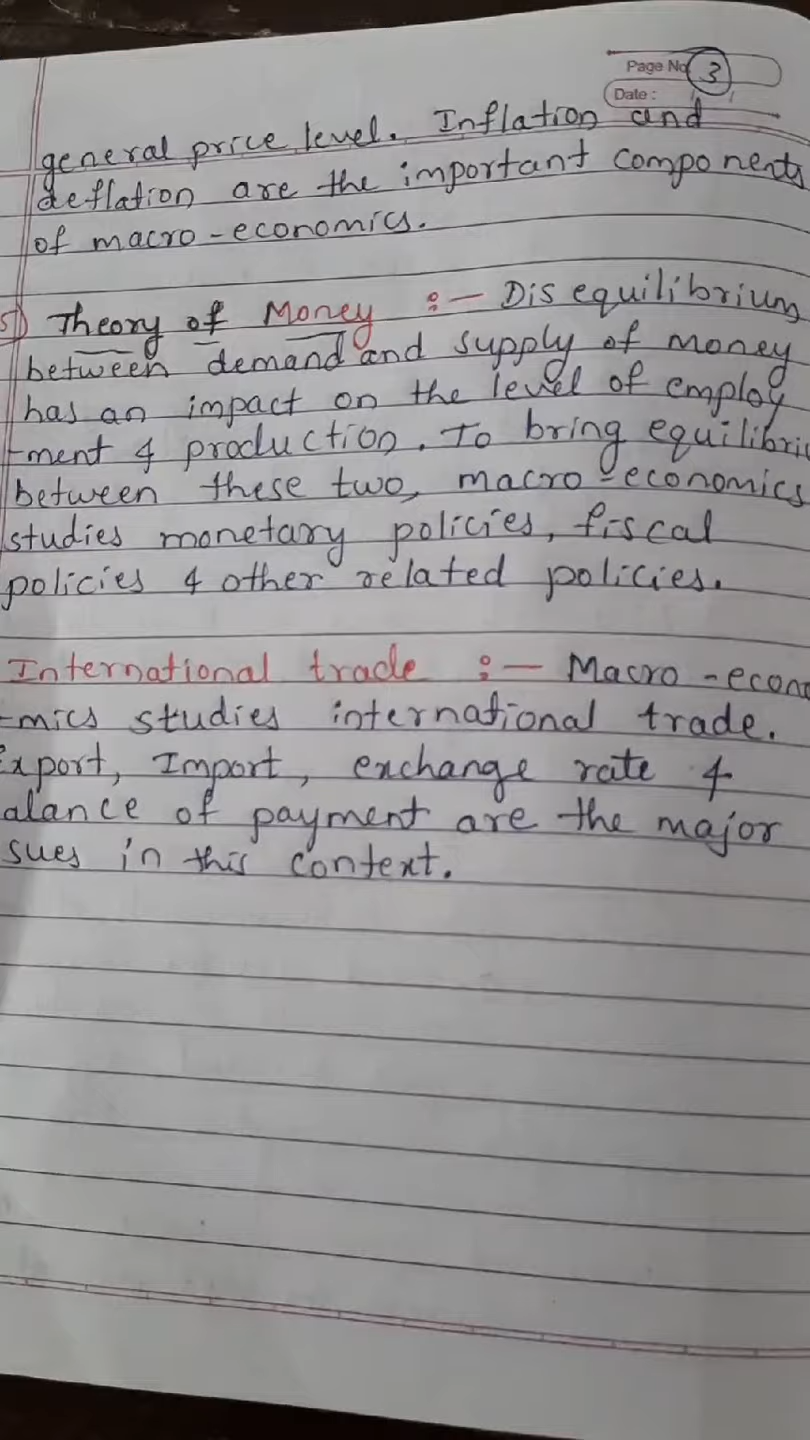 Page No 3
Date :
general price level. Inflation and
deflation are the important components
of macro-economics.
5) Theory of Money :- Disequilibrium
between demand and supply of money
has an impact on the level of employ
-ment & production. To bring equilibri
between these two, macro-economics
studies monetary policies, fiscal
policies & other related policies.
International trade :- Macro-econo
-mics studies international trade.
Export, Import, exchange rate &
alance of payment are the major
sues in this context.